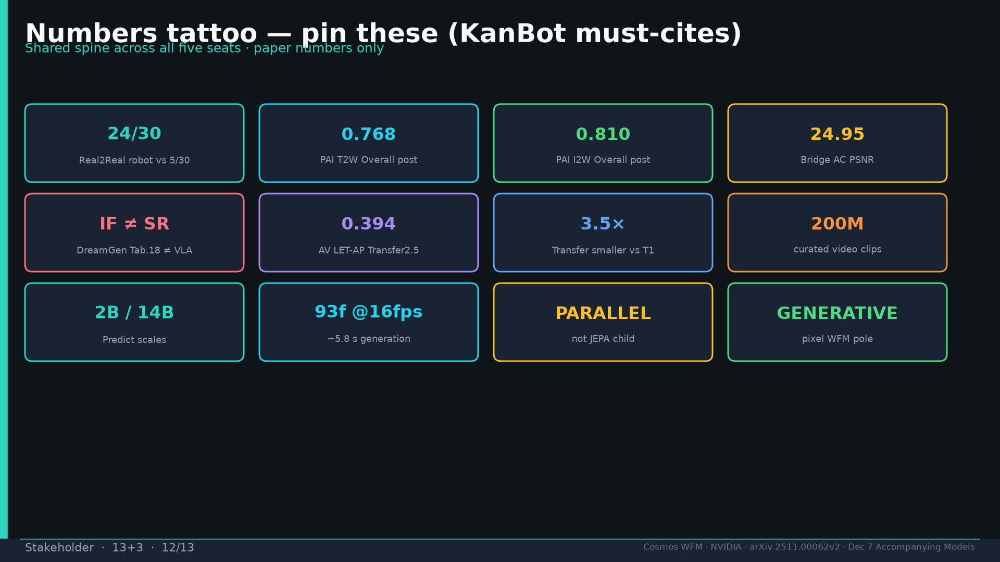 Numbers tattoo — pin these (KanBot must-cites)
Shared spine across all five seats · paper numbers only
24/30
Real2Real robot vs 5/30
0.768
PAI T2W Overall post
0.810
PAI I2W Overall post
24.95
Bridge AC PSNR
IF ≠ SR
DreamGen Tab.18 ≠ VLA
0.394
AV LET-AP Transfer2.5
3.5×
Transfer smaller vs T1
200M
curated video clips
2B / 14B
Predict scales
93f @16fps
~5.8 s generation
PARALLEL
not JEPA child
GENERATIVE
pixel WFM pole
Stakeholder · 13+3 · 12/13
Cosmos WFM · NVIDIA · arXiv 2511.00062v2 · Dec 7 Accompanying Models